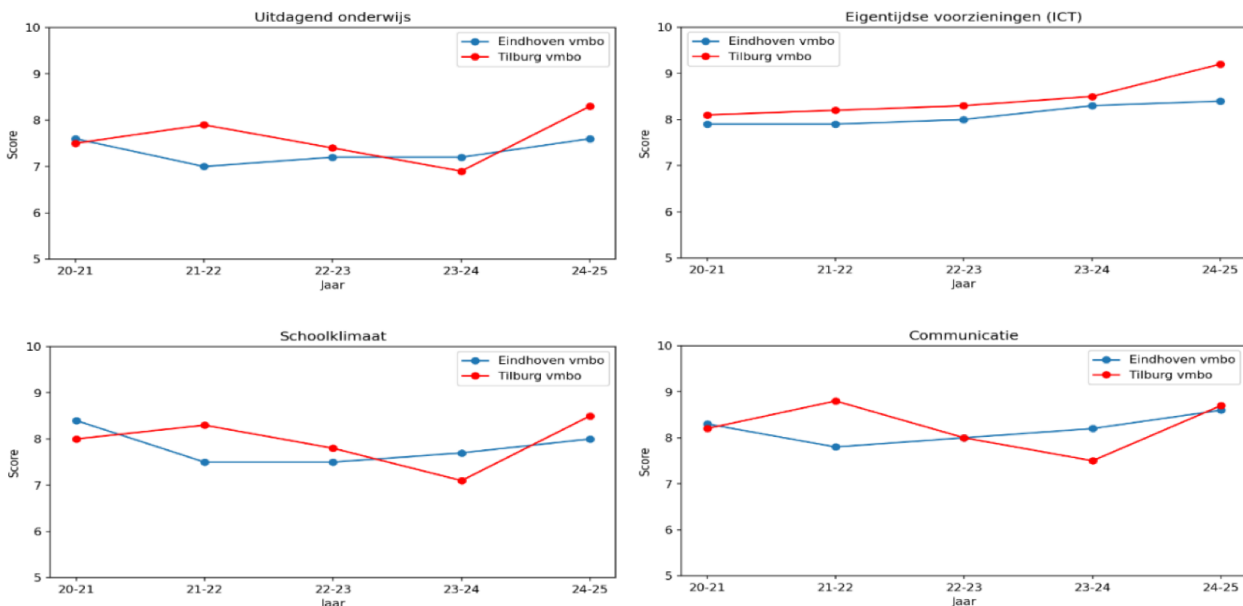 Uitdagend onderwijs
10
9
8
7
6
5
Score
20-21 21-22 22-23 23-24 24-25
Jaar
Eindhoven vmbo
Tilburg vmbo
Eigentijdse voorzieningen (ICT)
10
9
8
7
6
5
Score
20-21 21-22 22-23 23-24 24-25
Jaar
Eindhoven vmbo
Tilburg vmbo
Schoolklimaat
10
9
8
7
6
5
Score
20-21 21-22 22-23 23-24 24-25
Jaar
Eindhoven vmbo
Tilburg vmbo
Communicatie
10
9
8
7
6
5
Score
20-21 21-22 22-23 23-24 24-25
Jaar
Eindhoven vmbo
Tilburg vmbo